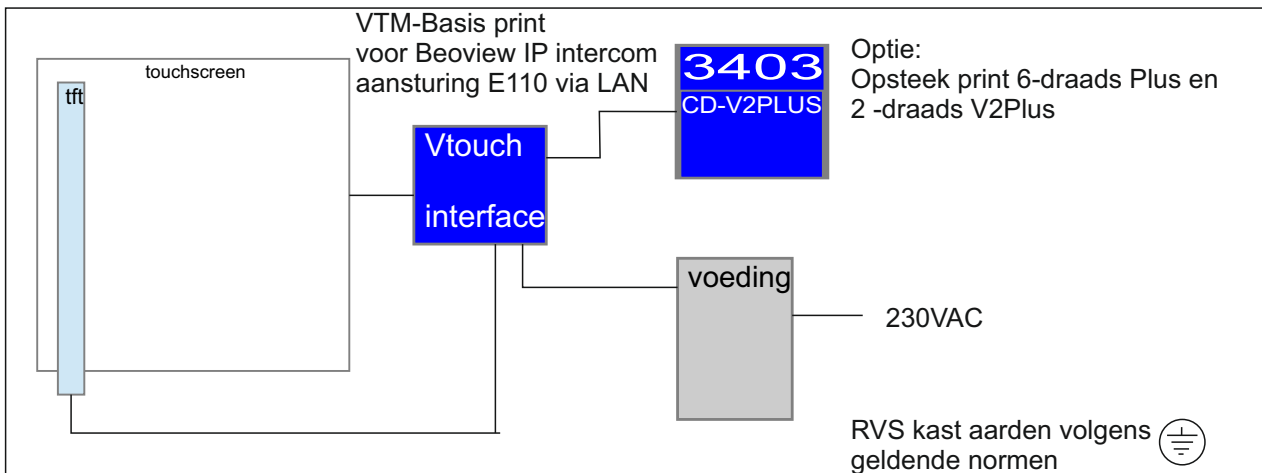 VTM-Basis print
voor Beoview IP intercom
aansturing E110 via LAN
touchscreen
tft
Vtouch
interface
3403
CD-V2PLUS
Optie:
Opsteek print 6-draads Plus en
2 -draads V2Plus
voeding
230VAC
RVS kast aarden volgens
geldende normen